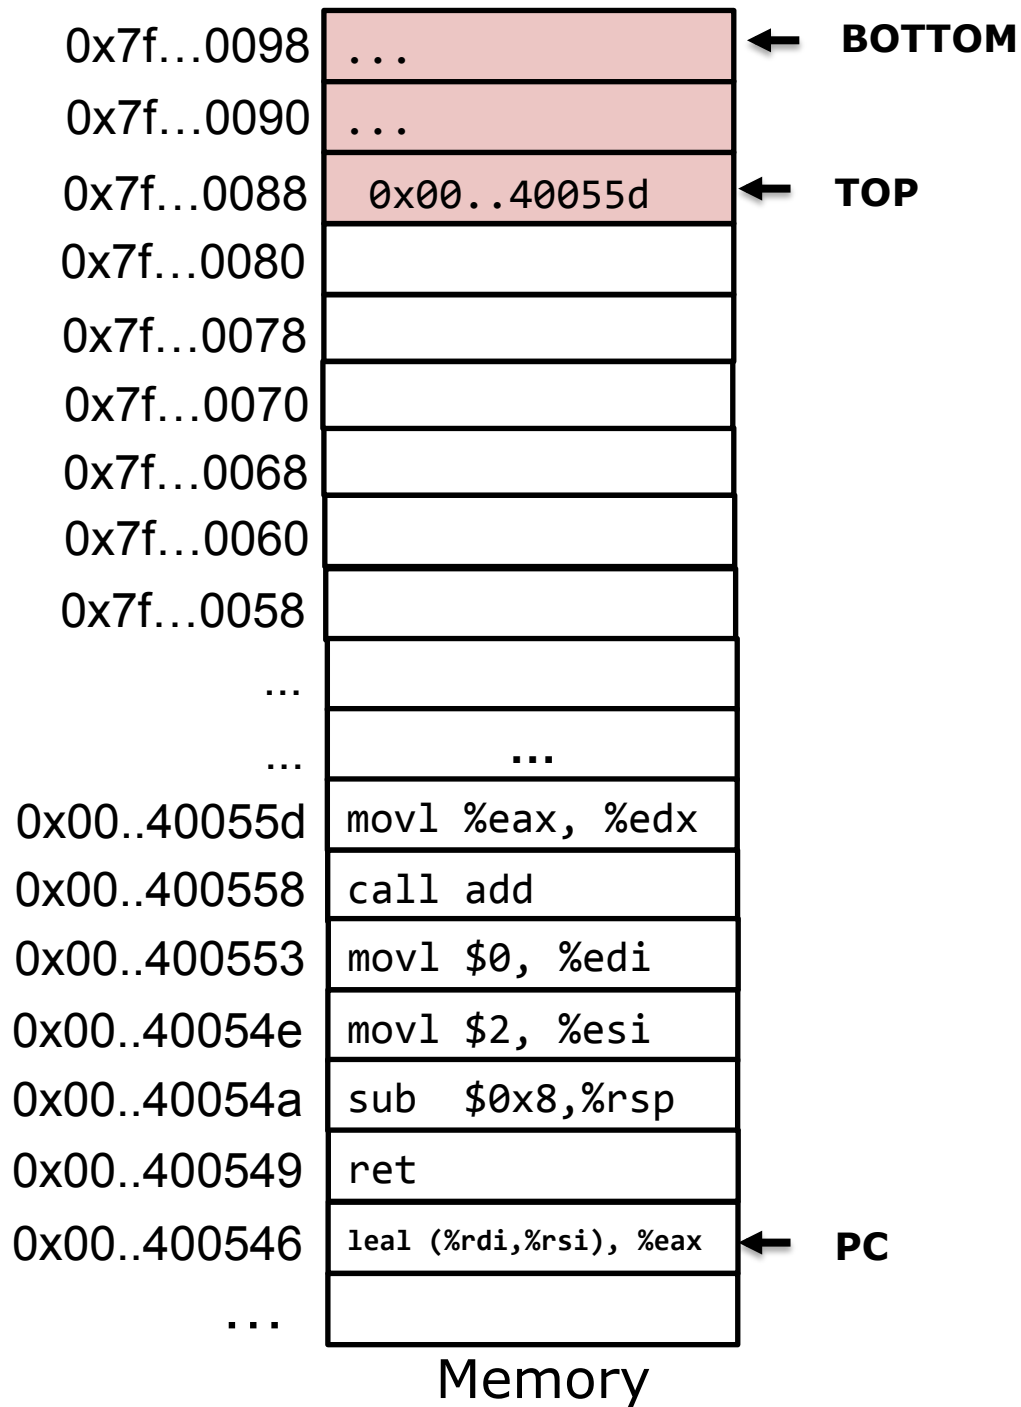 0x7f…0098 ... BOTTOM
0x7f…0090 ...
0x7f…0088 0x00..40055d TOP
0x7f…0080
0x7f…0078
0x7f…0070
0x7f…0068
0x7f…0060
0x7f…0058
...
... ...
0x00..40055d movl %eax, %edx
0x00..400558 call add
0x00..400553 movl $0, %edi
0x00..40054e movl $2, %esi
0x00..40054a sub  $0x8,%rsp
0x00..400549 ret
0x00..400546 leal (%rdi,%rsi), %eax PC
...
Memory